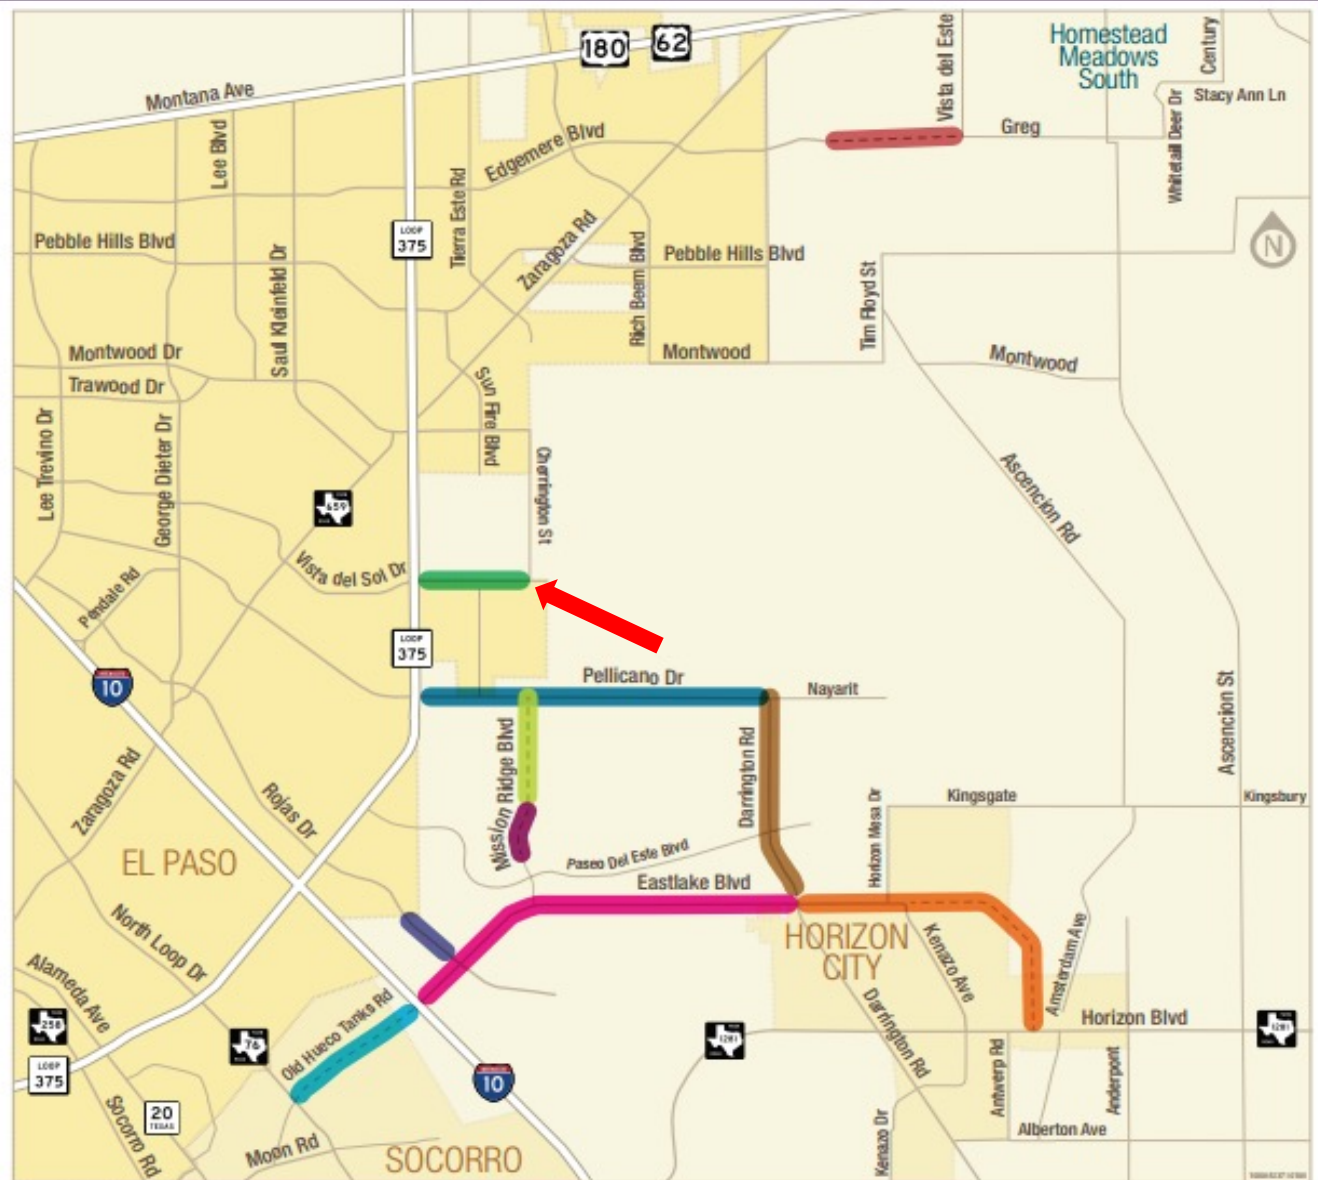 180
62
Homestead
Meadows
South
Vista del Este
Century
Stacy Ann Ln
Montana Ave
Lee Blvd
Edgemere Blvd
Greg
Whitetail Deer Dr
Tierra Este Rd
Zaragoza Rd
LOOP
375
Pebble Hills Blvd
Pebble Hills Blvd
N
Saul Kleinfeld Dr
Rich Beem Blvd
Tim Floyd St
Montwood Dr
Montwood
Montwood
Trawood Dr
Sun Fire Blvd
Lee Trevino Dr
George Dieter Dr
Cherrington St
Ascencion Rd
659
Vista del Sol Dr
Pendale Rd
LOOP
375
10
Pellicano Dr
Nayarit
Ascencion St
Mission Ridge Blvd
Darrington Rd
Zaragoza Rd
Rojas Dr
Horizon Mesa Dr
Kingsgate
Kingsbury
EL PASO
Paseo Del Este Blvd
Eastlake Blvd
North Loop Dr
HORIZON
CITY
Kenazo Ave
Amsterdam Ave
Alameda Ave
Old Hueco Tanks Rd
Darrington Rd
Horizon Blvd
258
76
1281
1281
LOOP
375
10
Antwerp Rd
Anderpont
20
TEXAS
Socorro Rd
Moon Rd
SOCORRO
Kenazo Dr
Alberton Ave